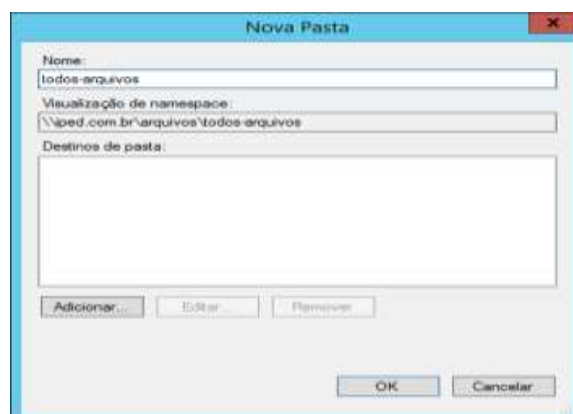 Nova Pasta
Nome:
todos-arquivos
Visualização de namespace:
\\iped.com.br\arquivos\todos-arquivos
Destinos de pasta:
Adicionar... Editar... Remover
OK Cancelar